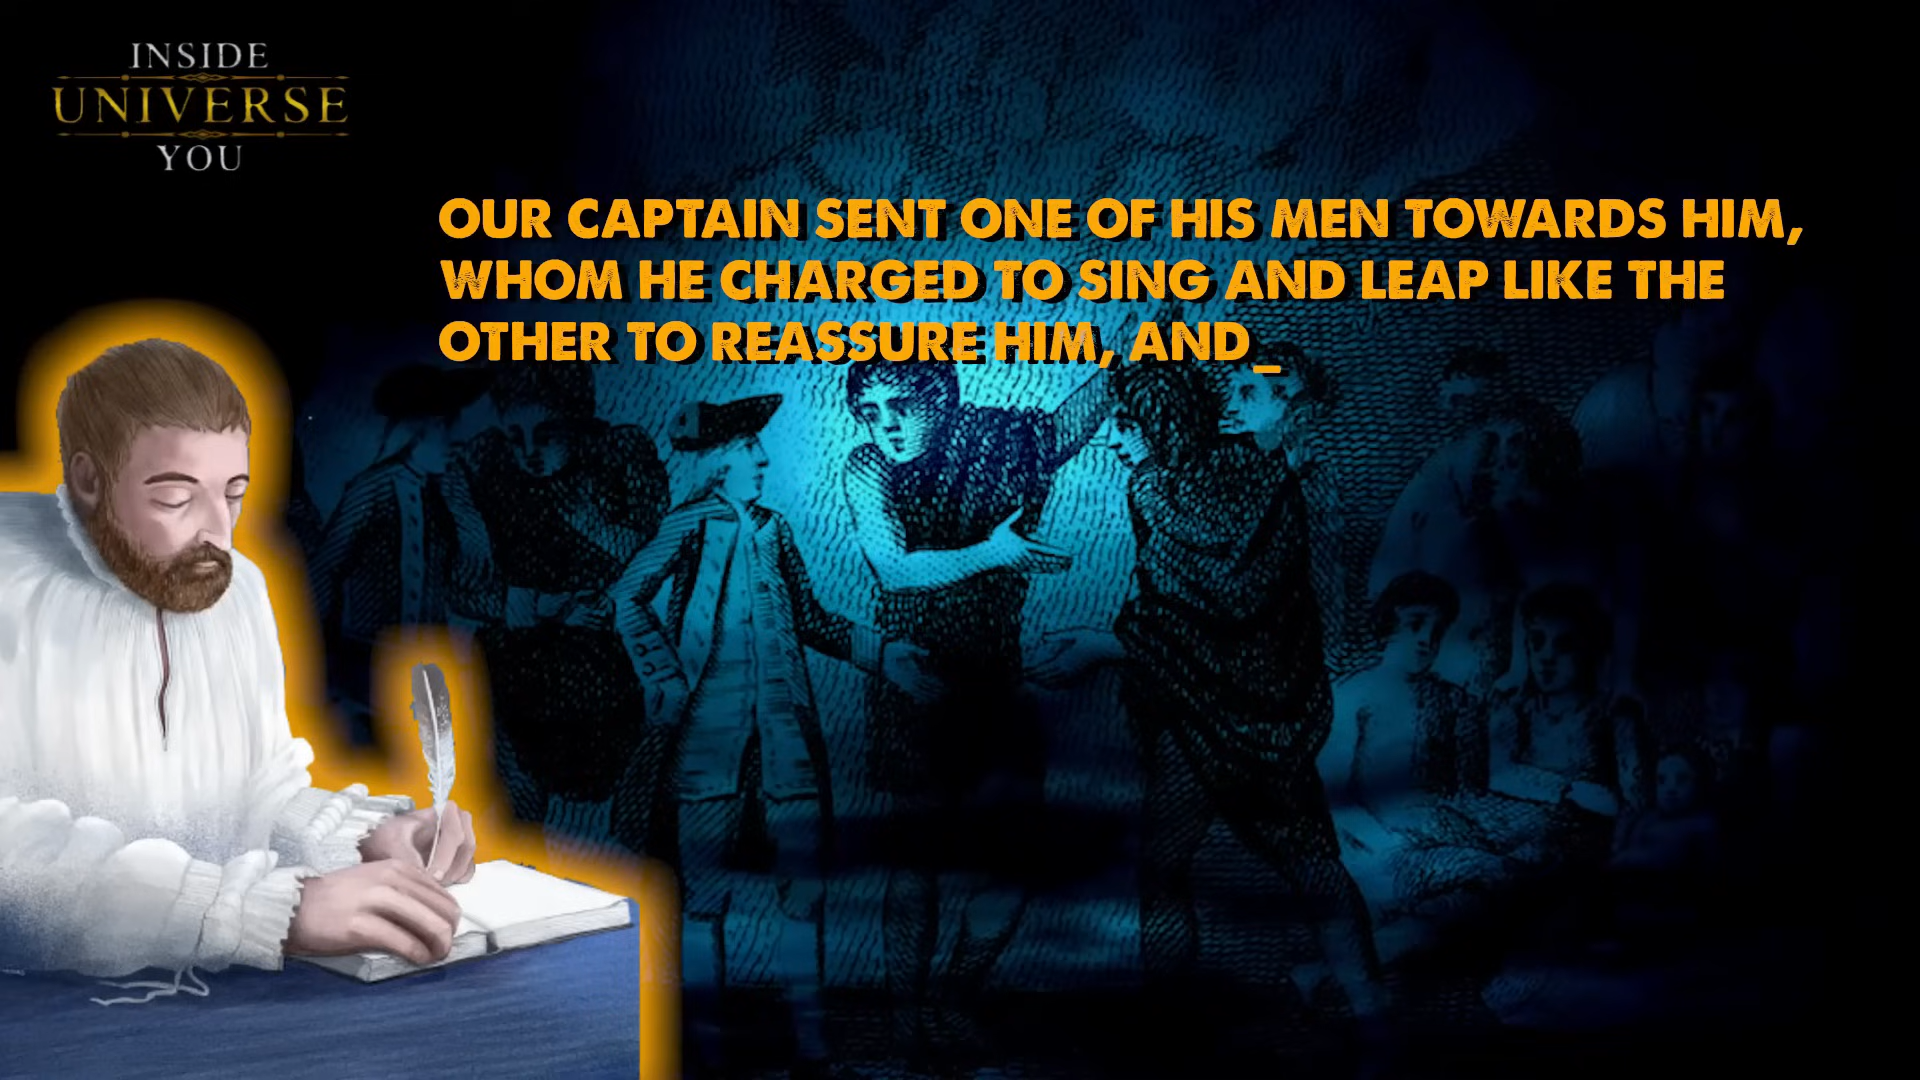 INSIDE
UNIVERSE
YOU
OUR CAPTAIN SENT ONE OF HIS MEN TOWARDS HIM,
WHOM HE CHARGED TO SING AND LEAP LIKE THE
OTHER TO REASSURE HIM, AND_